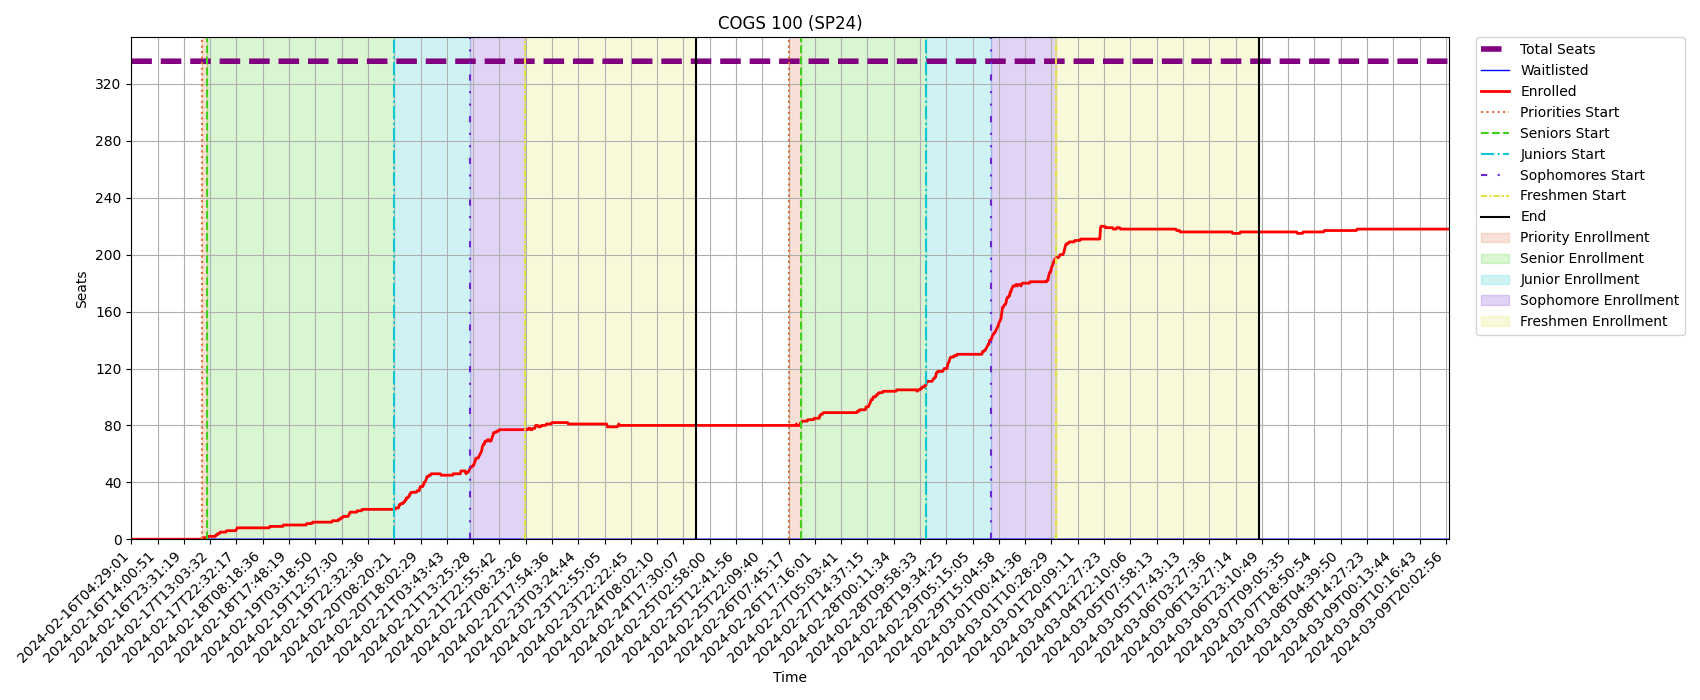 COGS 100 (SP24)
Seats
320
280
240
200
160
120
80
40
0
2024-02-16T04:29:01
2024-02-16T14:00:51
2024-02-16T23:31:19
2024-02-17T13:03:32
2024-02-17T22:32:17
2024-02-18T08:18:36
2024-02-18T17:48:19
2024-02-19T03:18:50
2024-02-19T12:57:30
2024-02-19T22:32:36
2024-02-20T08:20:21
2024-02-20T18:02:29
2024-02-21T03:43:43
2024-02-21T13:25:28
2024-02-21T22:55:42
2024-02-22T08:23:26
2024-02-22T17:54:36
2024-02-23T03:24:44
2024-02-23T12:55:05
2024-02-23T22:22:45
2024-02-24T08:02:10
2024-02-24T17:30:07
2024-02-25T02:58:00
2024-02-25T12:41:56
2024-02-25T22:09:40
2024-02-26T07:45:17
2024-02-26T17:16:01
2024-02-27T05:03:41
2024-02-27T14:37:15
2024-02-28T00:11:34
2024-02-28T09:58:33
2024-02-28T19:34:25
2024-02-29T05:15:05
2024-02-29T15:04:58
2024-03-01T00:41:36
2024-03-01T10:28:29
2024-03-01T20:09:11
2024-03-04T12:27:23
2024-03-04T22:10:06
2024-03-05T07:58:13
2024-03-05T17:43:13
2024-03-06T03:27:36
2024-03-06T13:27:14
2024-03-06T23:10:49
2024-03-07T09:05:35
2024-03-07T18:50:54
2024-03-08T04:39:50
2024-03-08T14:27:23
2024-03-09T00:13:44
2024-03-09T10:16:43
2024-03-09T20:02:56
Time
Total Seats
Waitlisted
Enrolled
Priorities Start
Seniors Start
Juniors Start
Sophomores Start
Freshmen Start
End
Priority Enrollment
Senior Enrollment
Junior Enrollment
Sophomore Enrollment
Freshmen Enrollment